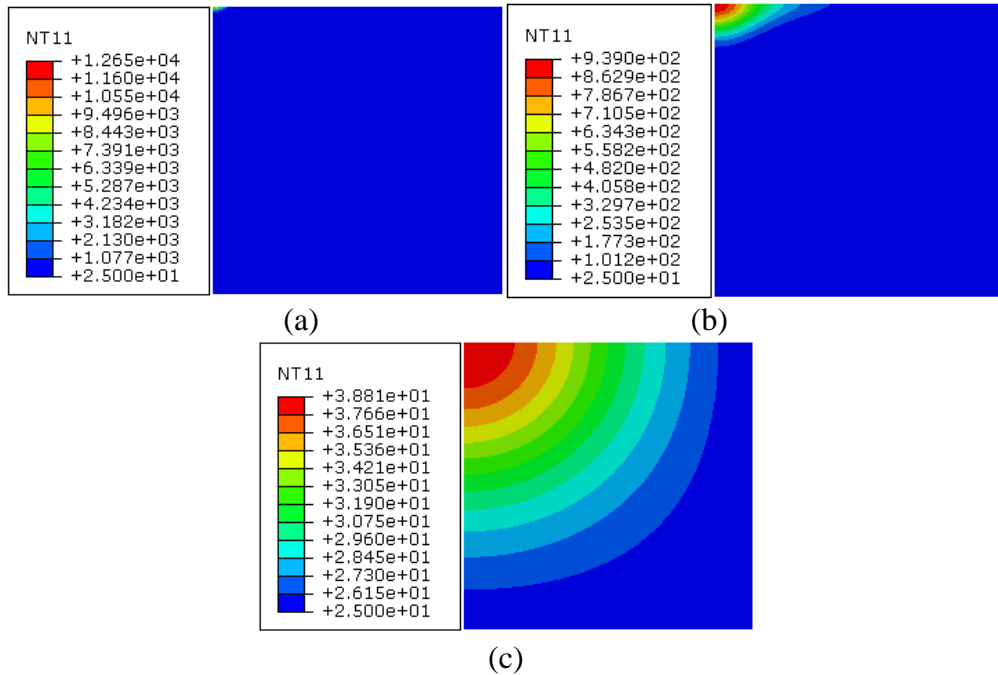 NT11
+1.265e+04
+1.160e+04
+1.055e+04
+9.496e+03
+8.443e+03
+7.391e+03
+6.339e+03
+5.287e+03
+4.234e+03
+3.182e+03
+2.130e+03
+1.077e+03
+2.500e+01
(a)
NT11
+9.390e+02
+8.629e+02
+7.867e+02
+7.105e+02
+6.343e+02
+5.582e+02
+4.820e+02
+4.058e+02
+3.297e+02
+2.535e+02
+1.773e+02
+1.012e+02
+2.500e+01
(b)
NT11
+3.881e+01
+3.766e+01
+3.651e+01
+3.536e+01
+3.421e+01
+3.305e+01
+3.190e+01
+3.075e+01
+2.960e+01
+2.845e+01
+2.730e+01
+2.615e+01
+2.500e+01
(c)